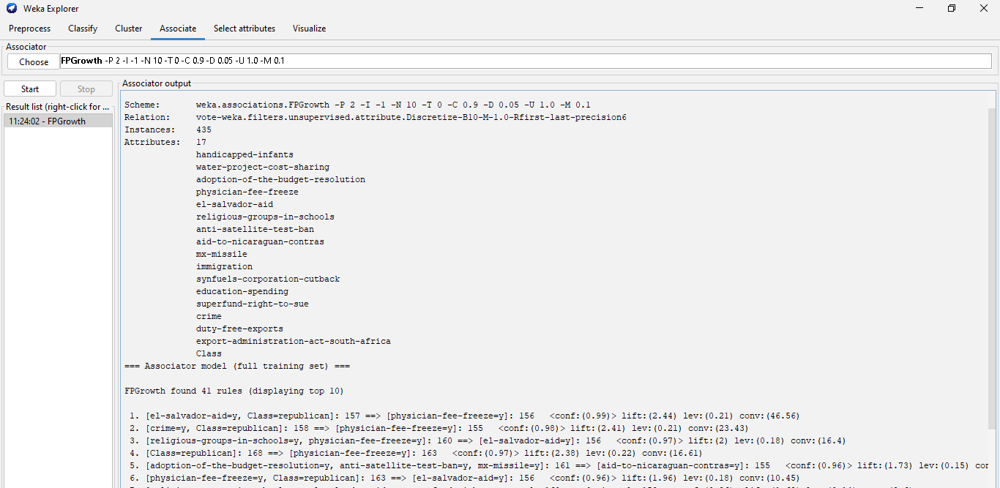 Weka Explorer
Preprocess Classify Cluster Associate Select attributes Visualize
Associator
Choose FPGrowth -P 2 -I -1 -N 10 -T 0 -C 0.9 -D 0.05 -U 1.0 -M 0.1
Start Stop
Result list (right-click for ...
11:24:02 - FPGrowth
Associator output
Scheme: weka.associations.FPGrowth -P 2 -I -1 -N 10 -T 0 -C 0.9 -D 0.05 -U 1.0 -M 0.1
Relation: vote-weka.filters.unsupervised.attribute.Discretize-B10-M-1.0-Rfirst-last-precision6
Instances: 435
Attributes: 17
handicapped-infants
water-project-cost-sharing
adoption-of-the-budget-resolution
physician-fee-freeze
el-salvador-aid
religious-groups-in-schools
anti-satellite-test-ban
aid-to-nicaraguan-contras
mx-missile
immigration
synfuels-corporation-cutback
education-spending
superfund-right-to-sue
crime
duty-free-exports
export-administration-act-south-africa
Class
=== Associator model (full training set) ===
FPGrowth found 41 rules (displaying top 10)
1. [el-salvador-aid=y, Class=republican]: 157 ==> [physician-fee-freeze=y]: 156 <conf:(0.99)> lift:(2.44) lev:(0.21) conv:(46.56)
2. [crime=y, Class=republican]: 158 ==> [physician-fee-freeze=y]: 155 <conf:(0.98)> lift:(2.41) lev:(0.21) conv:(23.43)
3. [religious-groups-in-schools=y, physician-fee-freeze=y]: 160 ==> [el-salvador-aid=y]: 156 <conf:(0.97)> lift:(2) lev:(0.18) conv:(16.4)
4. [Class=republican]: 168 ==> [physician-fee-freeze=y]: 163 <conf:(0.97)> lift:(2.38) lev:(0.22) conv:(16.61)
5. [adoption-of-the-budget-resolution=y, anti-satellite-test-ban=y, mx-missile=y]: 161 ==> [aid-to-nicaraguan-contras=y]: 155 <conf:(0.96)> lift:(1.73) lev:(0.15) con
6. [physician-fee-freeze=y, Class=republican]: 163 ==> [el-salvador-aid=y]: 156 <conf:(0.96)> lift:(1.96) lev:(0.18) conv:(10.45)